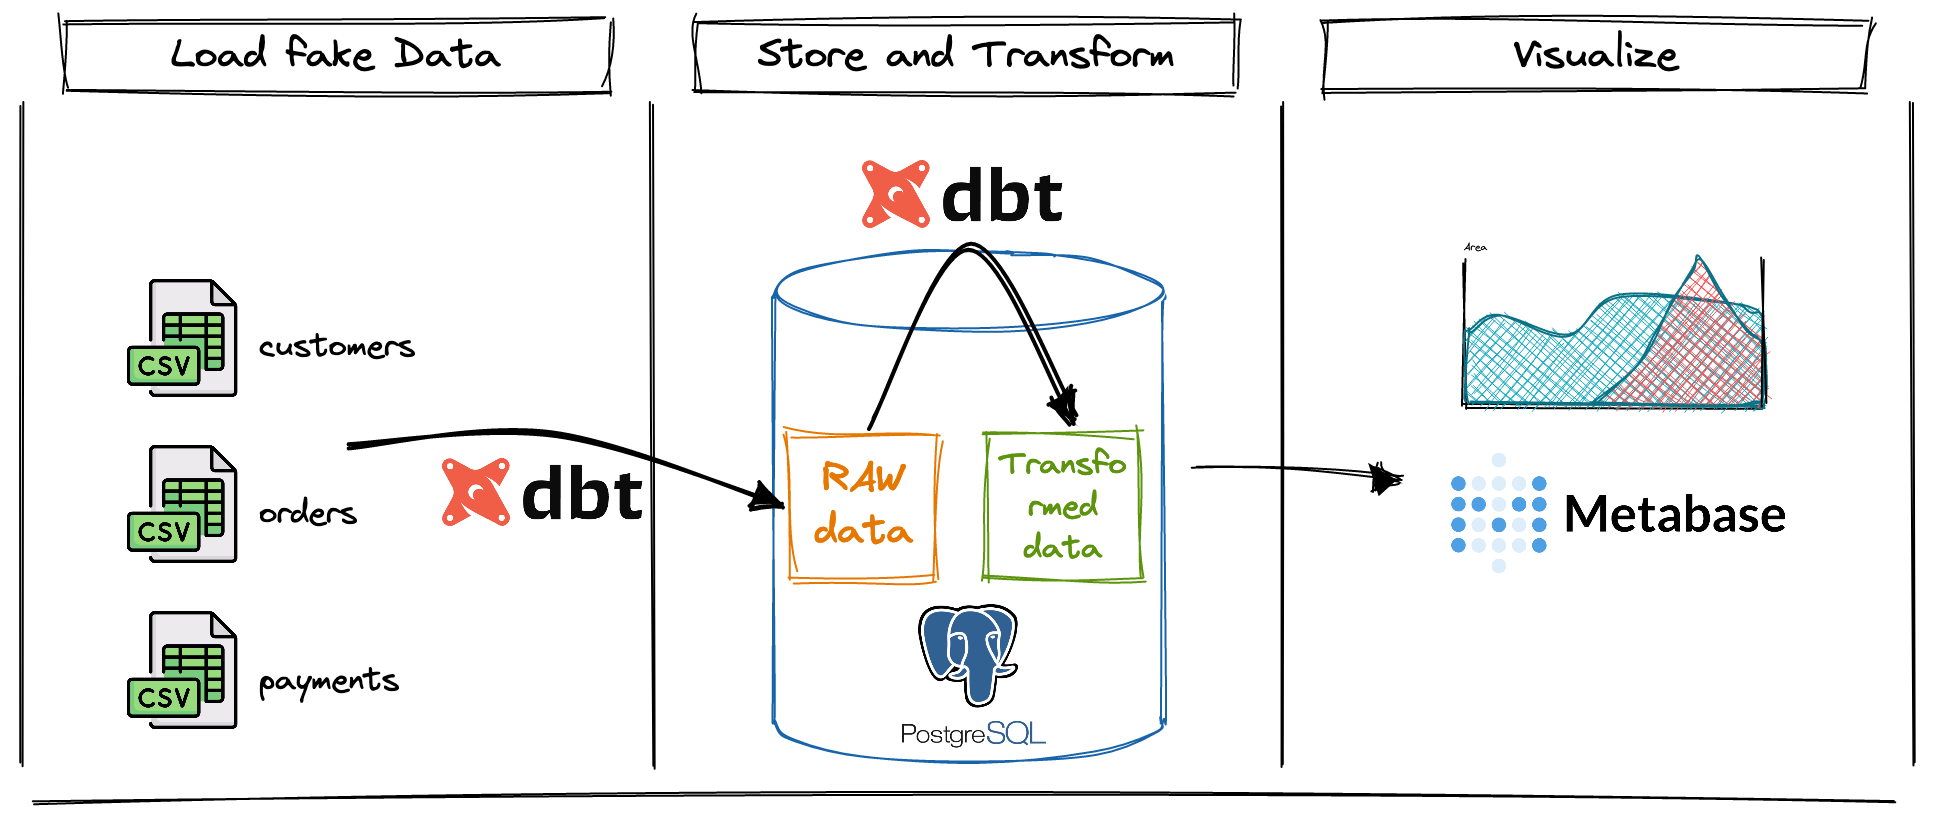 Load fake Data
Store and Transform
Visualize
dbt
Area
CSV
customers
CSV
orders
dbt
RAW
data
Transfo
rmed
data
Metabase
CSV
payments
PostgreSQL